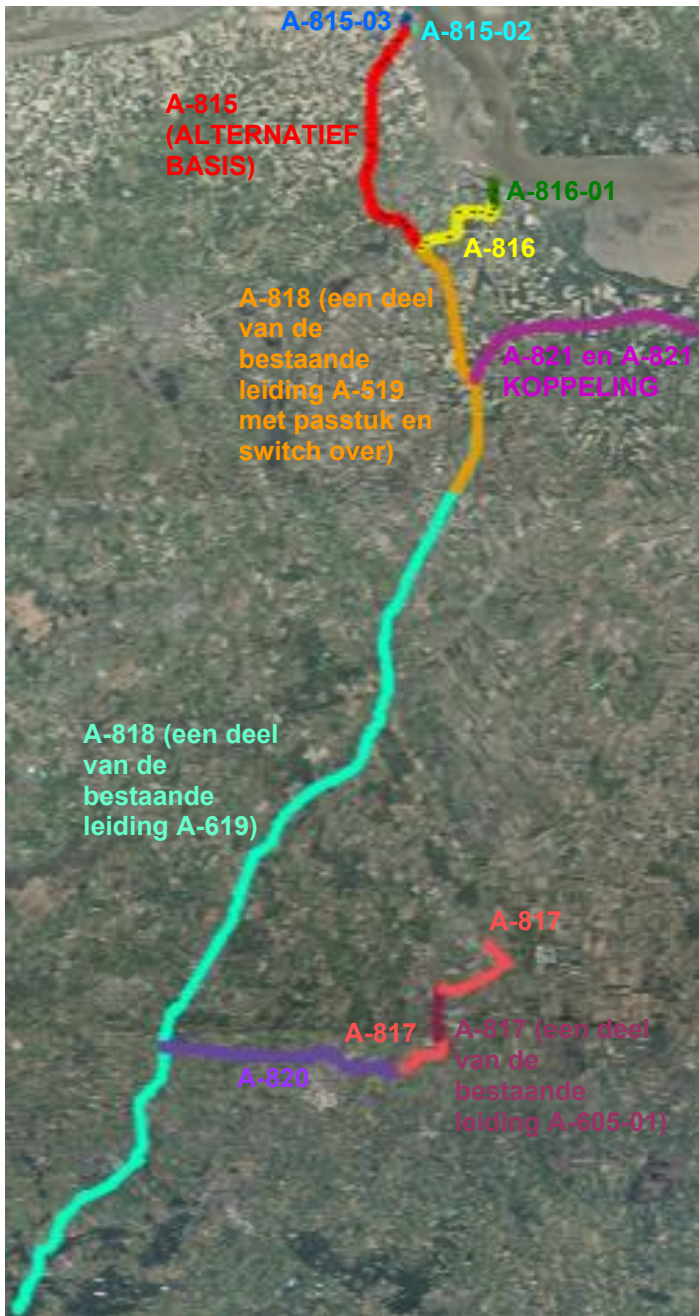 A-815-03
A-815-02
A-815
(ALTERNATIEF
BASIS)
A-816-01
A-816
A-818 (een deel
van de
bestaande
leiding A-519
met passtuk en
switch over)
A-821 en A-821
KOPPELING
A-818 (een deel
van de
bestaande
leiding A-619)
A-817
A-817
A-817 (een deel
van de
bestaande
leiding A-605-01)
A-820